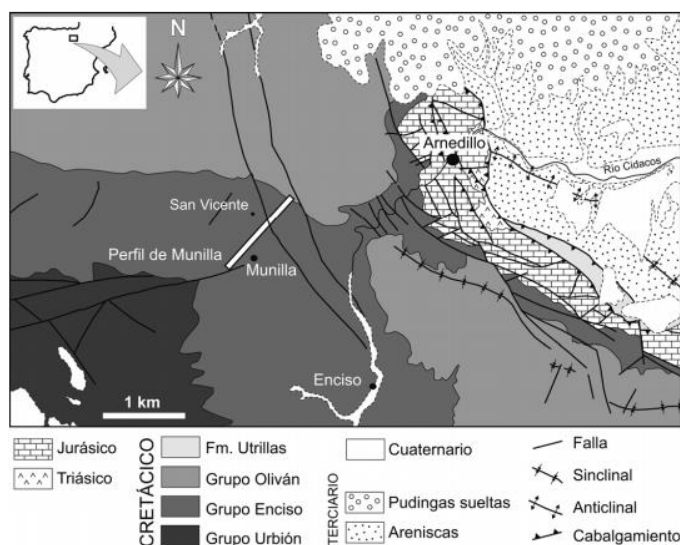 N
Arnedillo
Río Cidacos
San Vicente
Perfil de Munilla
Munilla
Enciso
1 km
Jurásico
Triásico
CRETÁCICO
Fm. Utrillas
Grupo Oliván
Grupo Enciso
Grupo Urbión
Cuaternario
TERCIARIO
Pudingas sueltas
Areniscas
Falla
Sinclinal
Anticlinal
Cabalgamiento